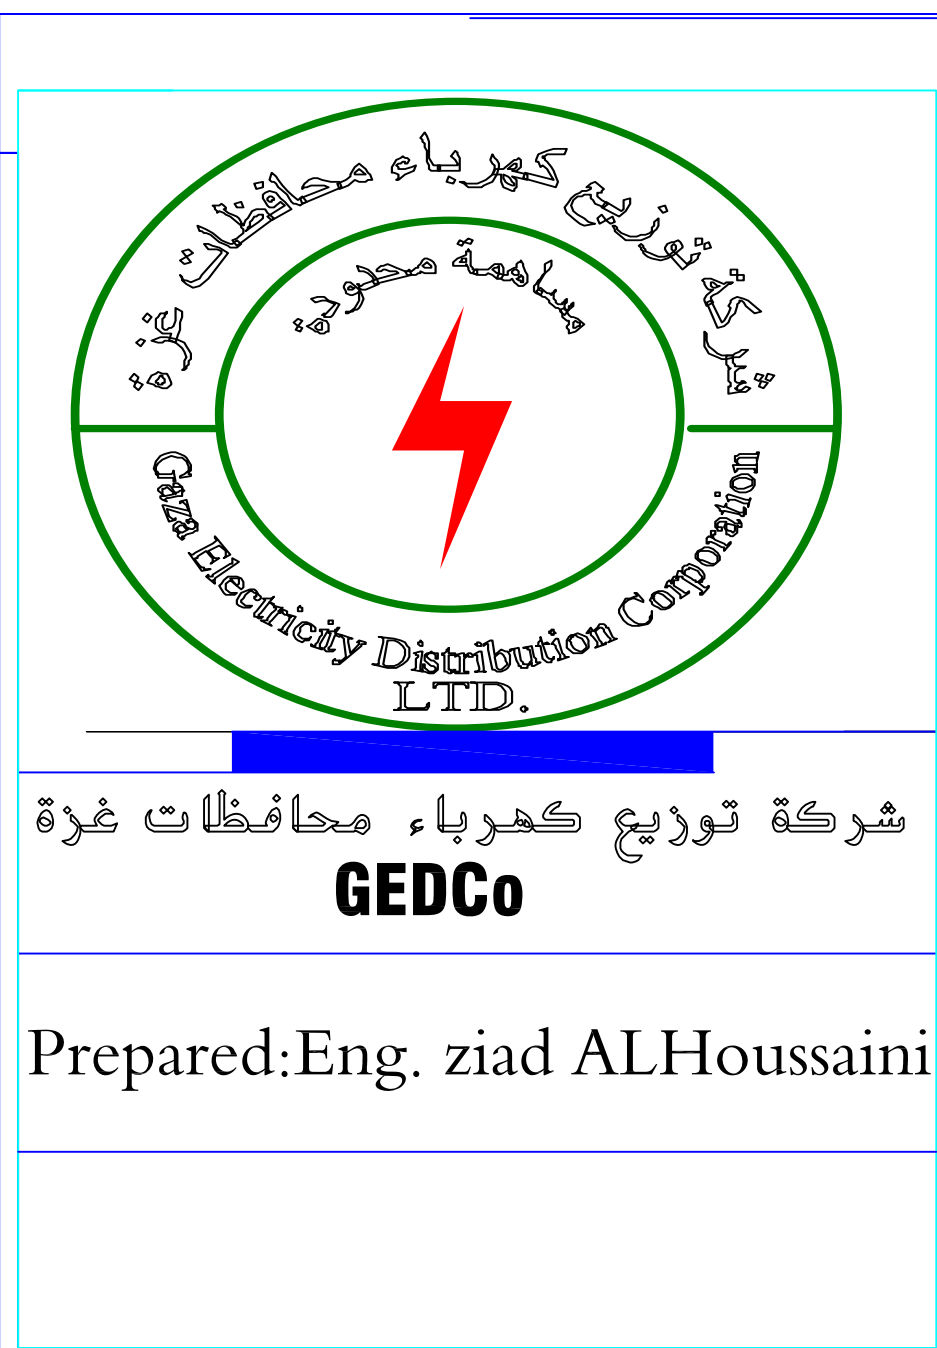 شركة توزيع كهرباء محافظات غزة
مساهمة محدودة
Gaza Electricity Distribution Corporation
LTD.
شركة توزيع كهرباء محافظات غزة
GEDCo
Prepared:Eng. ziad ALHoussaini